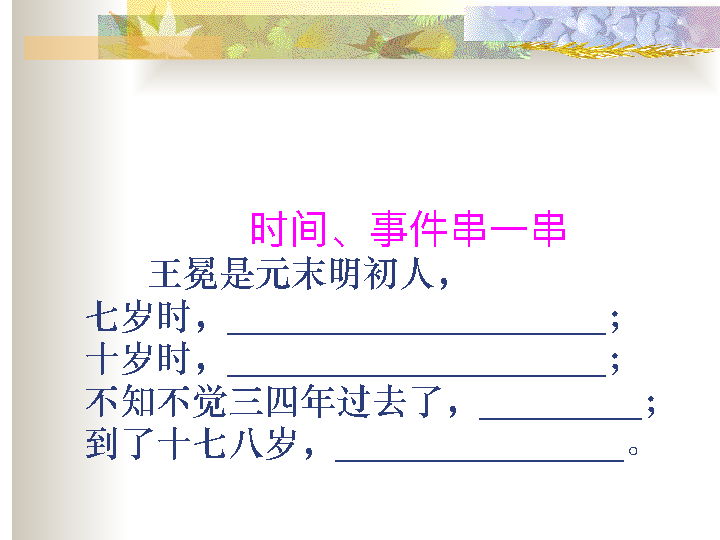 时间、事件串一串
王冕是元末明初人，
七岁时，_____________________；
十岁时，_____________________；
不知不觉三四年过去了，_________；
到了十七八岁，________________。